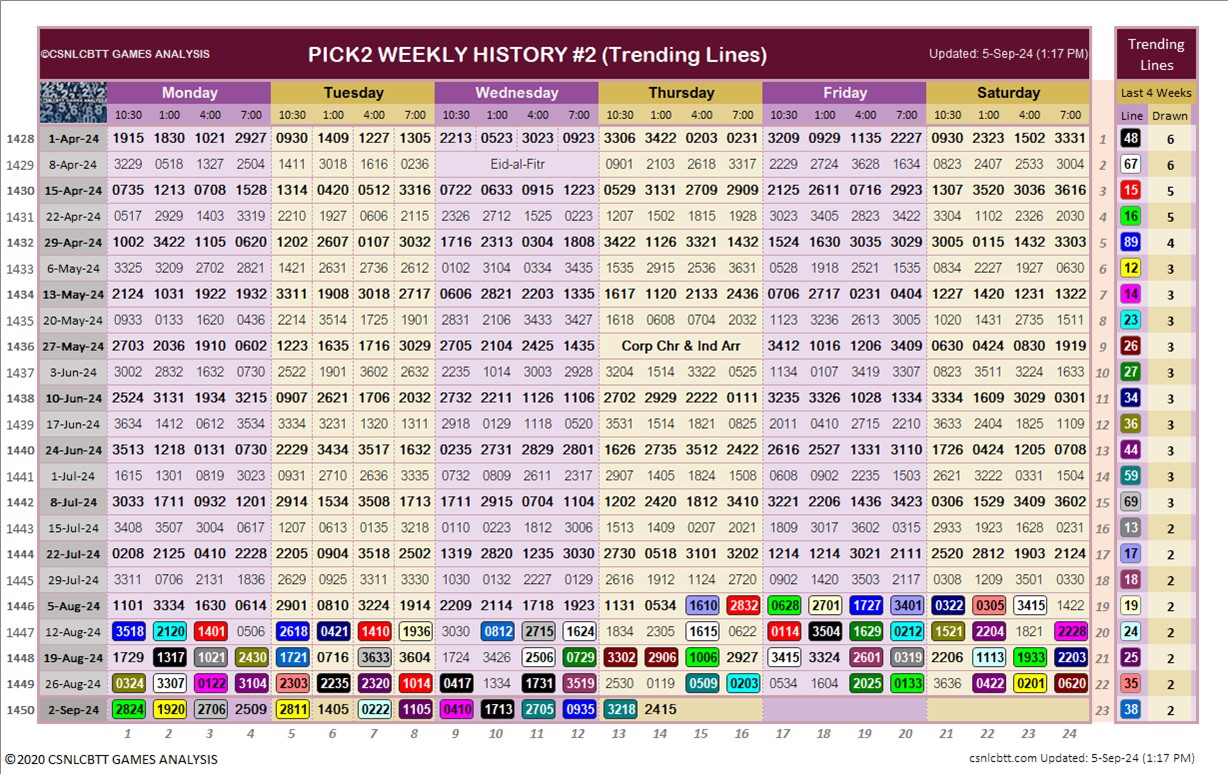 ©CSNLCBTT GAMES ANALYSIS PICK2 WEEKLY HISTORY #2 (Trending Lines) Updated: 5-Sep-24 (1:17 PM) Trending Lines
Monday Tuesday Wednesday Thursday Friday Saturday Last 4 Weeks
10:30 1:00 4:00 7:00 10:30 1:00 4:00 7:00 10:30 1:00 4:00 7:00 10:30 1:00 4:00 7:00 10:30 1:00 4:00 7:00 10:30 1:00 4:00 7:00 Line Drawn
1428 1-Apr-24 1915 1830 1021 2927 0930 1409 1227 1305 2213 0523 3023 0923 3306 3422 0203 0231 3209 0929 1135 2227 0930 2323 1502 3331 1 48 6
1429 8-Apr-24 3229 0518 1327 2504 1411 3018 1616 0236 Eid-al-Fitr 0901 2103 2618 3317 2229 2724 3628 1634 0823 2407 2533 3004 2 67 6
1430 15-Apr-24 0735 1213 0708 1528 1314 0420 0512 3316 0722 0633 0915 1223 0529 3131 2709 2909 2125 2611 0716 2923 1307 3520 3036 3616 3 15 5
1431 22-Apr-24 0517 2929 1403 3319 2210 1927 0606 2115 2326 2712 1525 0223 1207 1502 1815 1928 3023 3405 2823 3422 3304 1102 2326 2030 4 16 5
1432 29-Apr-24 1002 3422 1105 0620 1202 2607 0107 3032 1716 2313 0304 1808 3422 1126 3321 1432 1524 1630 3035 3029 3005 0115 1432 3303 5 89 4
1433 6-May-24 3325 3209 2702 2821 1421 2631 2736 2614 0102 3104 0334 3435 1535 2915 2536 3631 0528 1918 2521 1535 0834 2227 1927 0630 6 12 3
1434 13-May-24 2124 1031 1922 1932 3311 1908 3018 2717 0606 2821 2203 1335 1617 1120 2133 2436 0706 2717 0231 0404 1227 1420 1231 1322 7 14 3
1435 20-May-24 0933 0133 1620 0436 2214 3514 1725 1901 2831 2106 3433 3427 1618 0608 0704 2032 1123 3236 2613 3005 1020 1431 2735 1511 8 23 3
1436 27-May-24 2703 2036 1910 0602 1223 1635 1716 3023 2705 2104 2425 1435 Corp Chr & Ind Arr 3412 1016 1206 3409 0630 0424 0830 1919 9 26 3
1437 3-Jun-24 3002 2832 1632 0730 2522 1901 3602 2632 2235 1014 3003 2928 3204 1514 3322 0525 1134 0107 3419 3307 0823 3511 3224 1633 10 27 3
1438 10-Jun-24 2524 3131 1934 3215 0907 2621 1706 2032 2732 2211 1126 1106 2702 2929 2222 0111 3235 3326 1028 1334 3334 1609 3029 0301 11 34 3
1439 17-Jun-24 3634 1412 0612 3534 3334 3231 1320 1311 2918 0129 1118 0520 3531 1514 1821 0825 2011 0410 2715 2210 3633 2404 1825 1109 12 36 3
1440 24-Jun-24 3513 1218 0131 0730 2229 3434 3517 1632 0235 2731 2829 2801 1626 2735 3512 2422 2616 2527 1331 3110 1726 0424 1205 0708 13 44 3
1441 1-Jul-24 1615 1301 0819 3023 0931 2710 2636 3335 0732 0809 2611 2317 2907 1405 1824 1508 0608 0902 2235 1503 2621 3222 0331 1504 14 59 3
1442 8-Jul-24 3033 1711 0932 1201 2914 1534 3508 1713 1711 2915 0704 1104 1202 2420 1812 3410 3221 2206 1436 3423 0306 1529 3409 3602 15 69 3
1443 15-Jul-24 3408 3507 3004 0617 1207 0613 0135 3218 0110 0223 1812 3006 1513 1409 0207 2021 1809 3017 3602 0315 2933 1923 1628 0231 16 13 2
1444 22-Jul-24 0208 2125 0410 2228 2205 0904 3518 2502 1319 2820 1235 3030 2730 0518 3101 3202 1214 1214 3021 2111 2520 2812 1903 2124 17 17 2
1445 29-Jul-24 3311 0706 2131 1836 2629 0925 3311 3330 1030 0132 2227 0129 2616 1912 1124 2720 0902 1420 3503 2117 0308 1209 3501 0330 18 18 2
1446 5-Aug-24 1101 3334 1630 0614 2901 0810 3224 1914 2209 2114 1718 1923 1131 0534 1610 2832 0628 2701 1727 3401 0322 0305 3415 1422 19 19 2
1447 12-Aug-24 3518 2120 1401 0506 2618 0421 1410 1936 3030 0812 2715 1624 1834 2305 1615 0622 0114 3504 1629 0212 1521 2204 1821 2228 20 24 2
1448 19-Aug-24 1729 1317 1021 2430 1721 0716 3633 3604 1724 3426 2506 0729 3302 2906 1006 2927 3415 3324 2601 0319 2206 1113 1933 2203 21 25 2
1449 26-Aug-24 0324 3307 0122 3104 2303 2235 2320 1014 0417 1334 1731 3519 2530 0119 0509 0203 0534 1604 2025 0133 3636 0422 0201 0620 22 35 2
1450 2-Sep-24 2824 1920 2706 2509 2811 1405 0222 1105 0410 1713 2705 0935 3218 2415 23 38 2
1 2 3 4 5 6 7 8 9 10 11 12 13 14 15 16 17 18 19 20 21 22 23 24
©2020 CSNLCBTT GAMES ANALYSIS csnlcbtt.com Updated: 5-Sep-24 (1:17 PM)